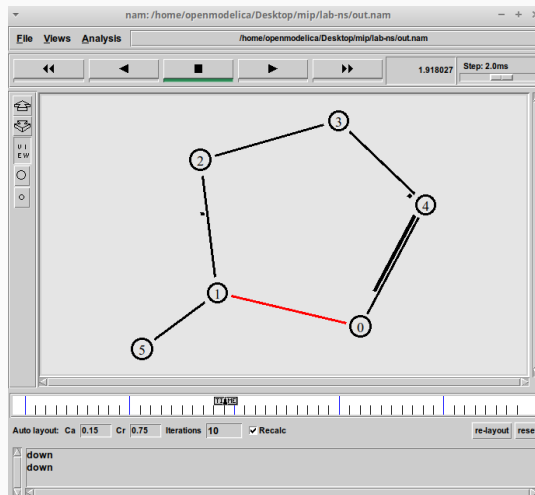 nam: /home/openmodelica/Desktop/mip/lab-ns/out.nam
File Views Analysis /home/openmodelica/Desktop/mip/lab-ns/out.nam
1.918027 Step: 2.0ms
V I
E W
3
2
4
1
0
5
Auto layout: Ca 0.15 Cr 0.75 Iterations 10 Recalc re-layout rese
down
down